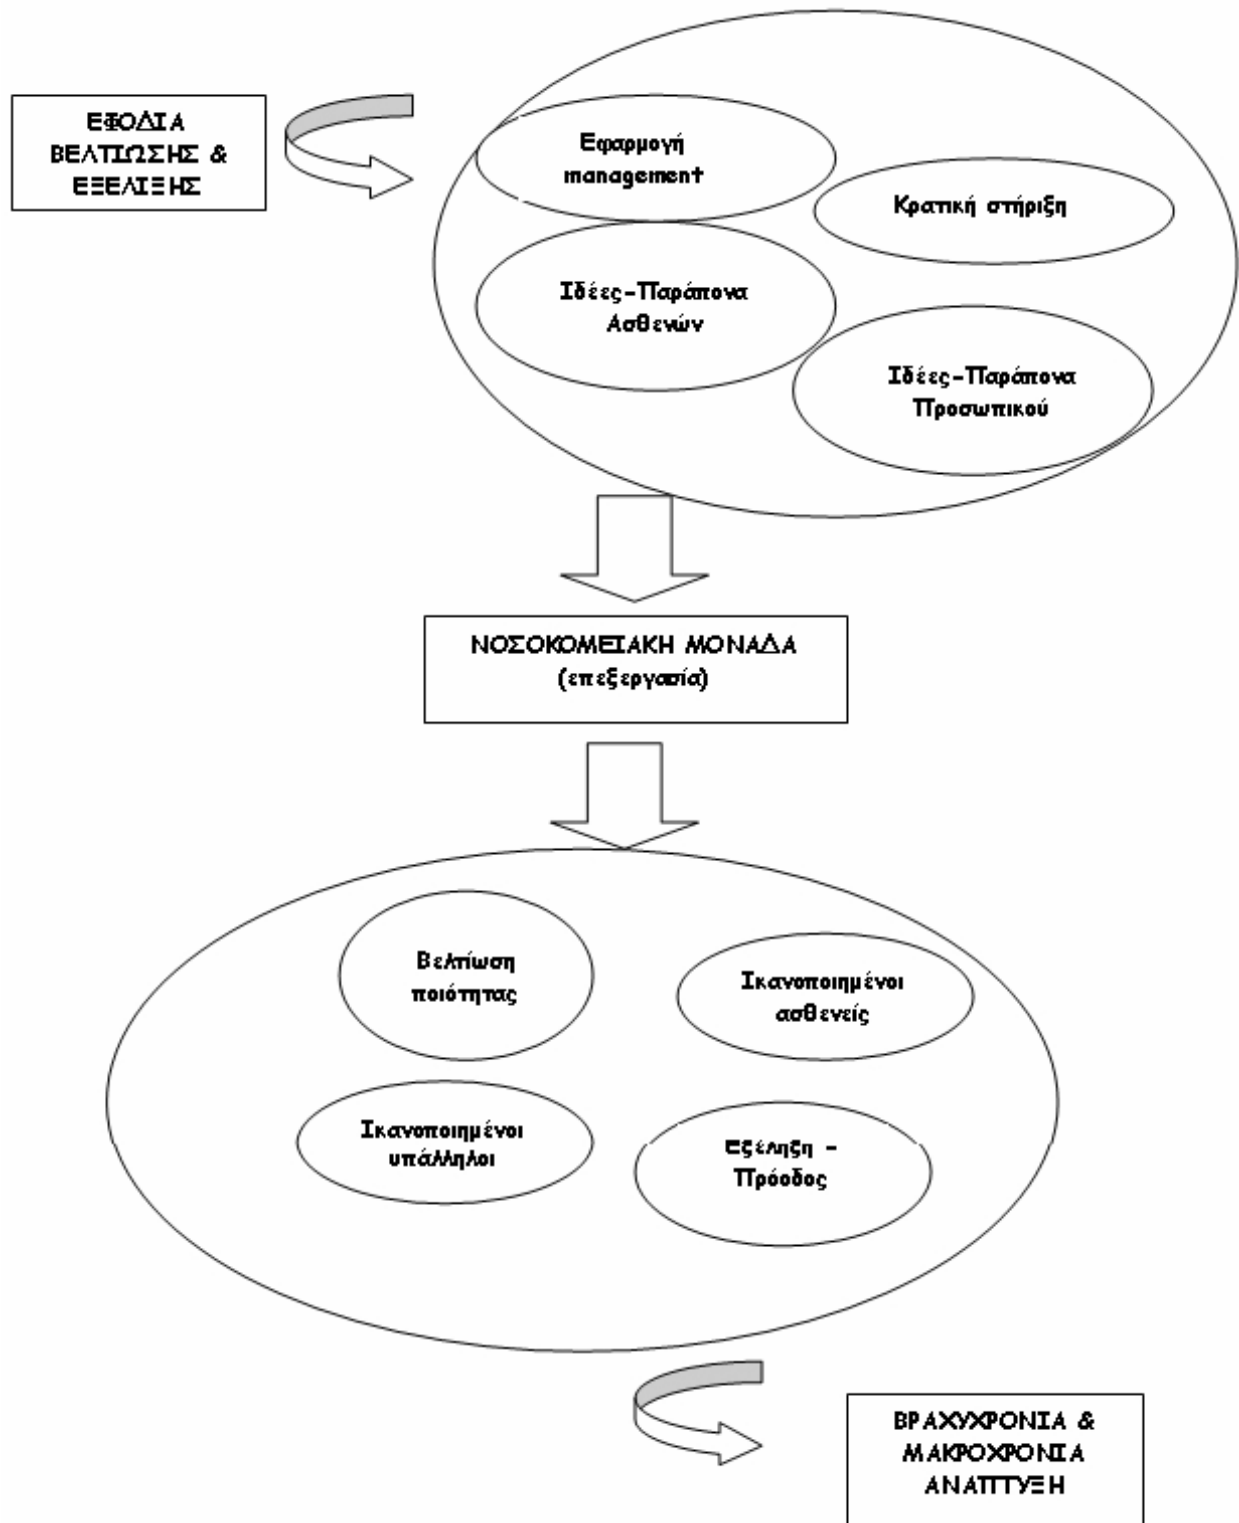 ΕΦΟΔΙΑ
ΒΕΛΤΙΩΣΗΣ &
ΕΞΕΛΙΞΗΣ
Εφαρμογή
management
Κρατική στήριξη
Ιδέες-Παράπονα
Ασθενών
Ιδέες-Παράπονα
Προσωπικού
ΝΟΣΟΚΟΜΕΙΑΚΗ ΜΟΝΑΔΑ
(επεξεργασία)
Βελτίωση
ποιότητας
Ικανοποιημένοι
ασθενείς
Ικανοποιημένοι
υπάλληλοι
Εξέληξη -
Πρόοδος
ΒΡΑΧΥΧΡΟΝΙΑ &
ΜΑΚΡΟΧΡΟΝΙΑ
ΑΝΑΠΤΥΞΗ